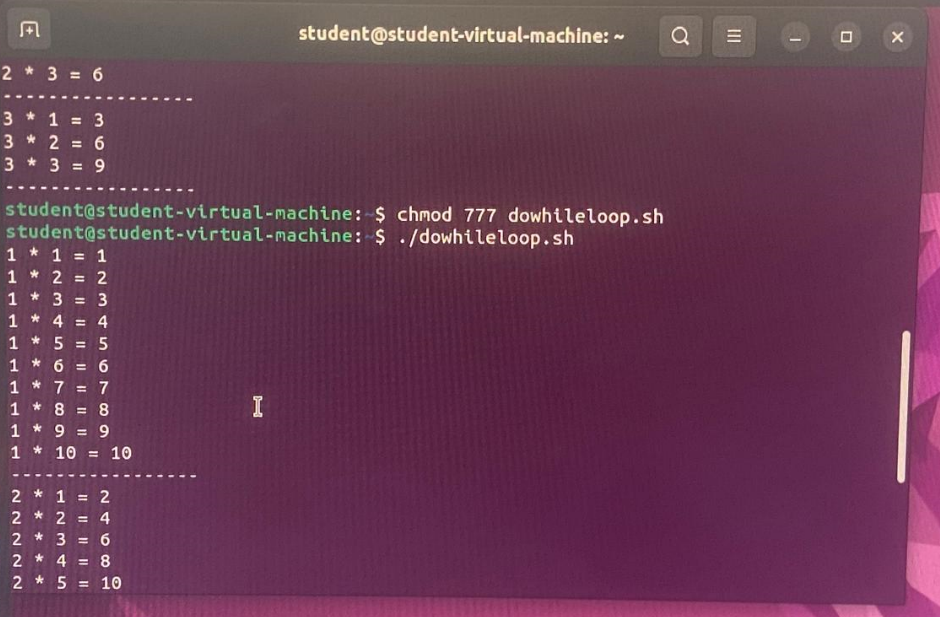 student@student-virtual-machine: ~
2 * 3 = 6
-----------------
3 * 1 = 3
3 * 2 = 6
3 * 3 = 9
-----------------
student@student-virtual-machine:~$ chmod 777 dowhileloop.sh
student@student-virtual-machine:~$ ./dowhileloop.sh
1 * 1 = 1
1 * 2 = 2
1 * 3 = 3
1 * 4 = 4
1 * 5 = 5
1 * 6 = 6
1 * 7 = 7
1 * 8 = 8
1 * 9 = 9
1 * 10 = 10
-----------------
2 * 1 = 2
2 * 2 = 4
2 * 3 = 6
2 * 4 = 8
2 * 5 = 10